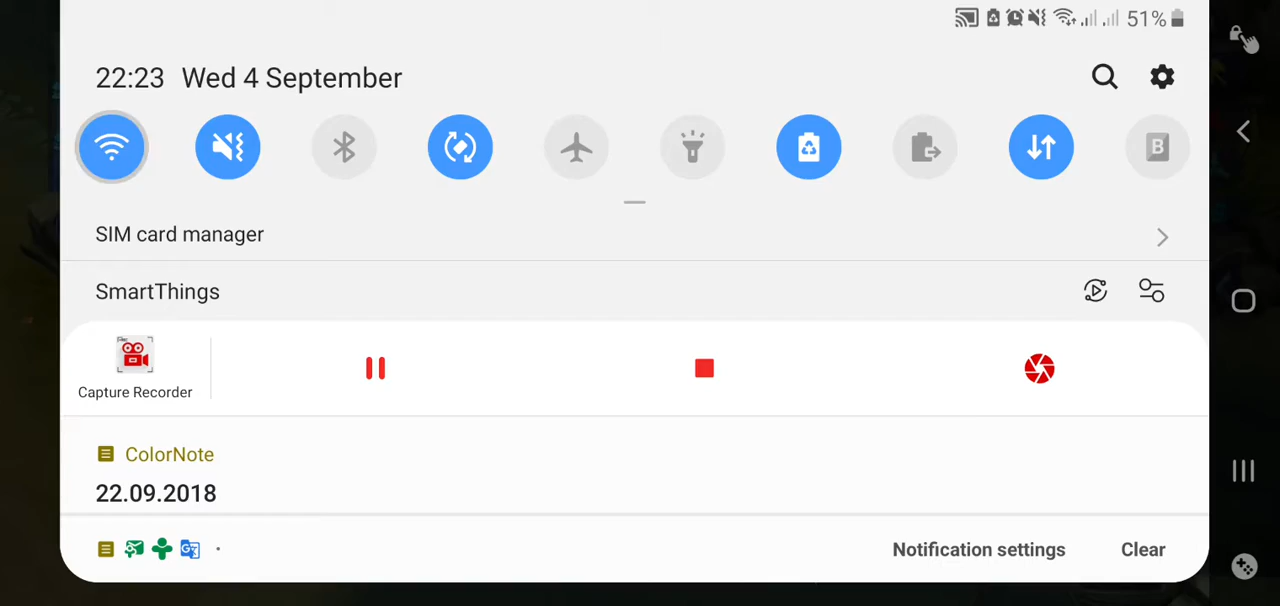 51%
22:23 Wed 4 September
B
SIM card manager
SmartThings
Capture Recorder
ColorNote
22.09.2018
Notification settings Clear